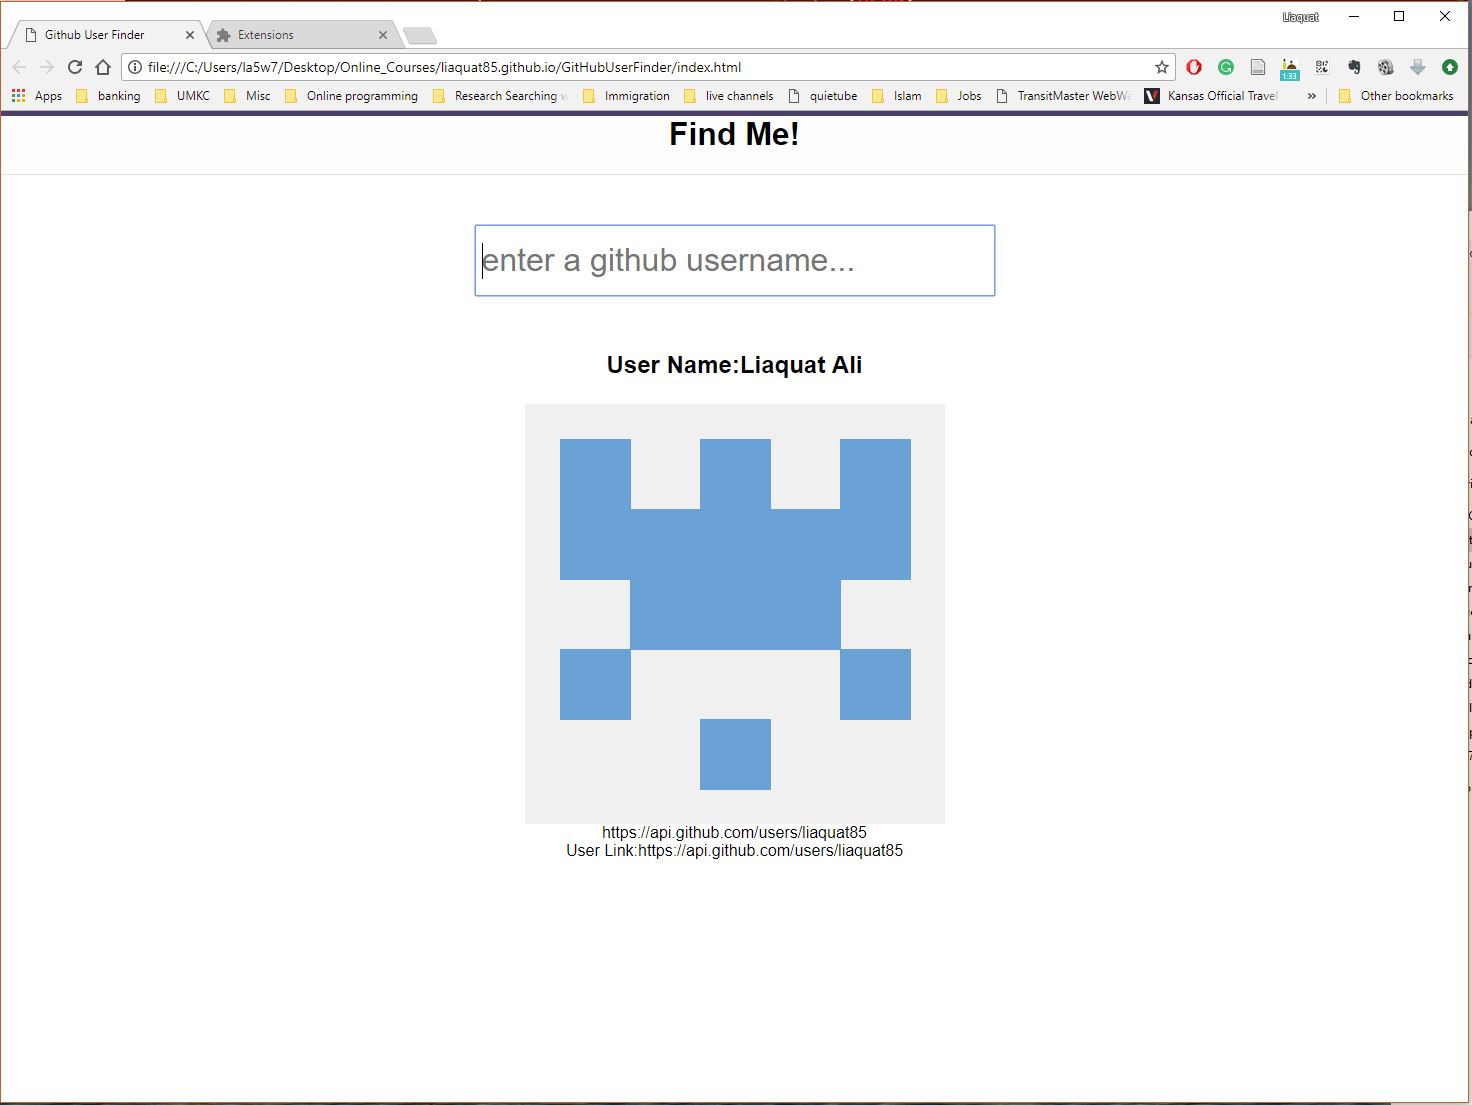 Liaquat
Github User Finder
Extensions
file:///C:/Users/la5w7/Desktop/Online_Courses/liaquat85.github.io/GitHubUserFinder/index.html
1:33
Apps banking UMKC Misc Online programming Research Searching Immigration live channels quietube Islam Jobs TransitMaster Kansas Official Travel » Other bookmarks
Find Me!
enter a github username...
User Name:Liaquat Ali
https://api.github.com/users/liaquat85
User Link:https://api.github.com/users/liaquat85